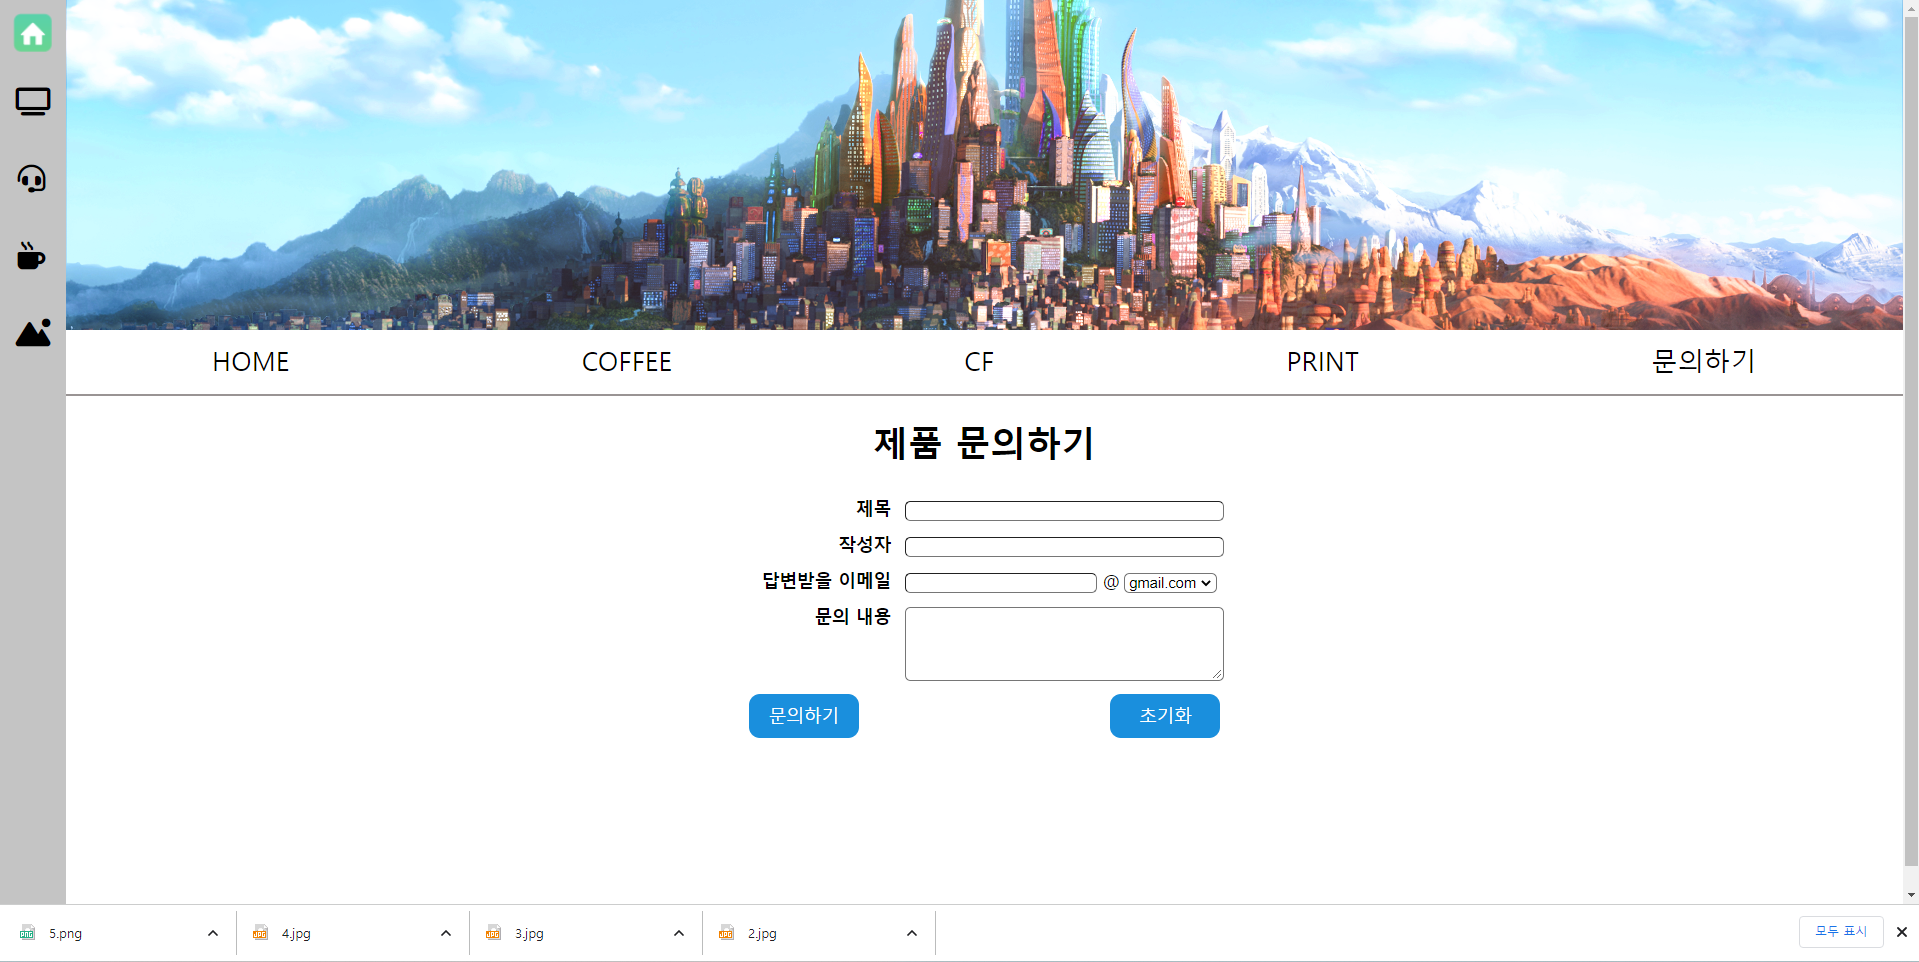 HOME COFFEE CF PRINT 문의하기
제품 문의하기
제목
작성자
답변받을 이메일 @ gmail.com
문의 내용
문의하기 초기화
5.png 4.jpg 3.jpg 2.jpg 모두 표시